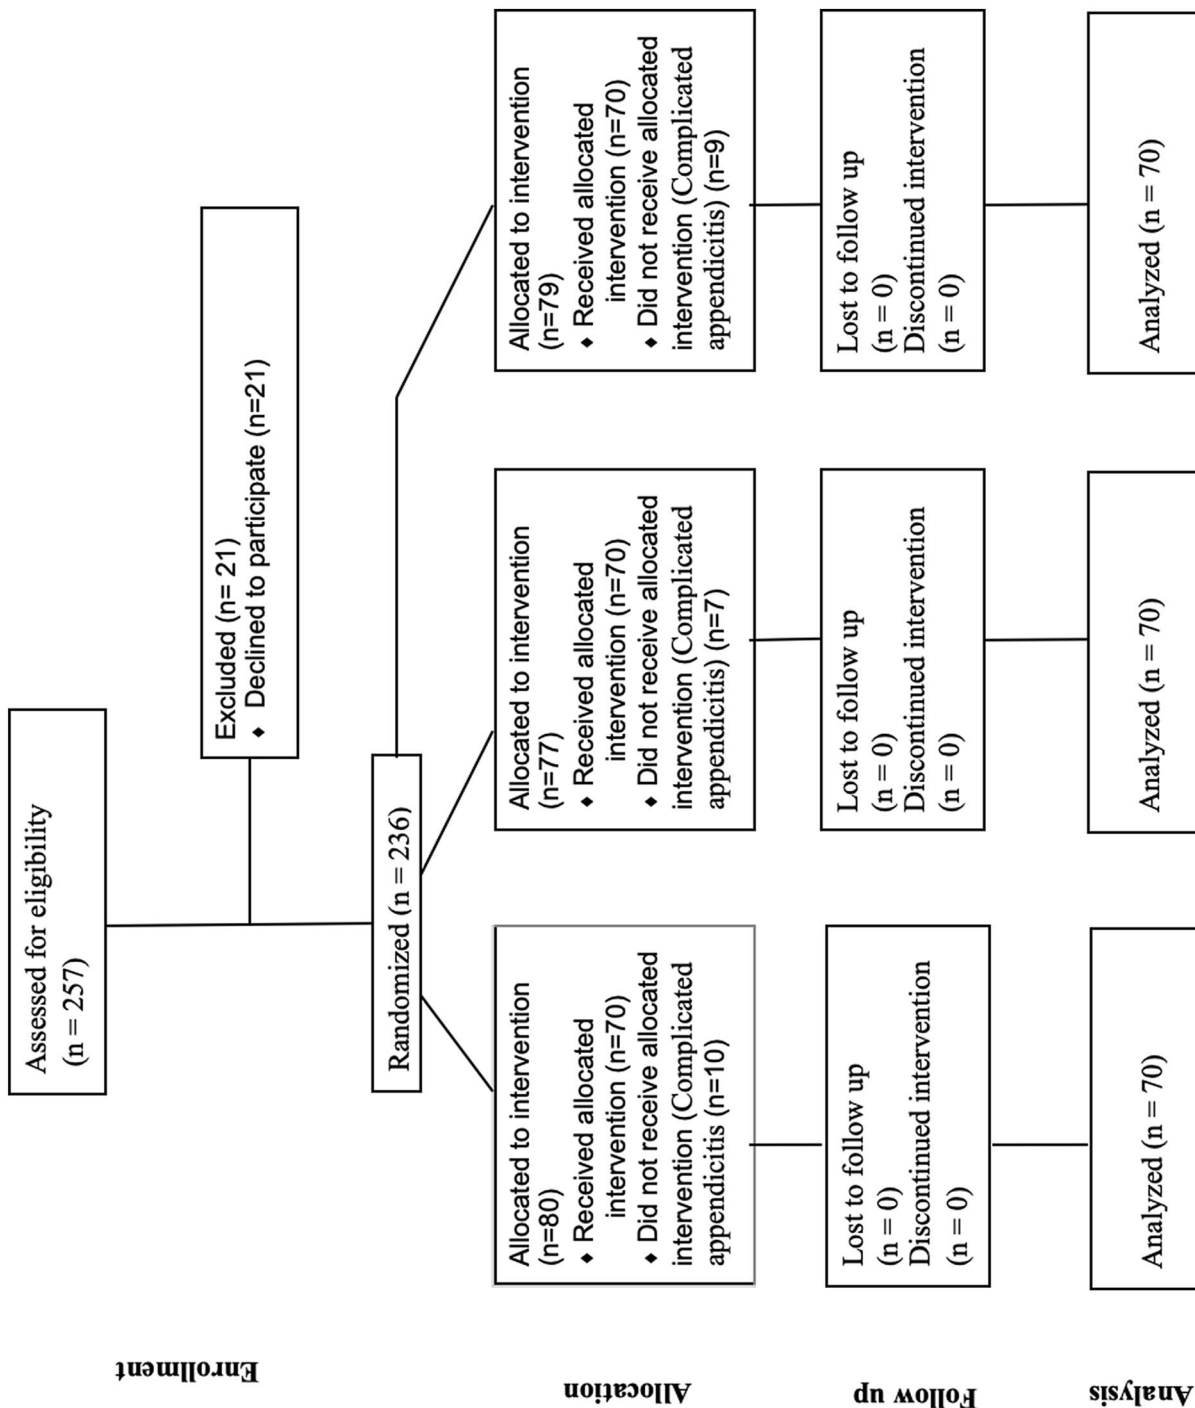 Enrollment
Assessed for eligibility
(n = 257)
Excluded (n= 21)
♦ Declined to participate (n=21)
Randomized (n = 236)
Allocation
Allocated to intervention
(n=80)
♦ Received allocated
intervention (n=70)
♦ Did not receive allocated
intervention (Complicated
appendicitis (n=10)
Allocated to intervention
(n=77)
♦ Received allocated
intervention (n=70)
♦ Did not receive allocated
intervention (Complicated
appendicitis) (n=7)
Allocated to intervention
(n=79)
♦ Received allocated
intervention (n=70)
♦ Did not receive allocated
intervention (Complicated
appendicitis) (n=9)
Follow up
Lost to follow up
(n = 0)
Discontinued intervention
(n = 0)
Lost to follow up
(n = 0)
Discontinued intervention
(n = 0)
Lost to follow up
(n = 0)
Discontinued intervention
(n = 0)
Analysis
Analyzed (n = 70)
Analyzed (n = 70)
Analyzed (n = 70)